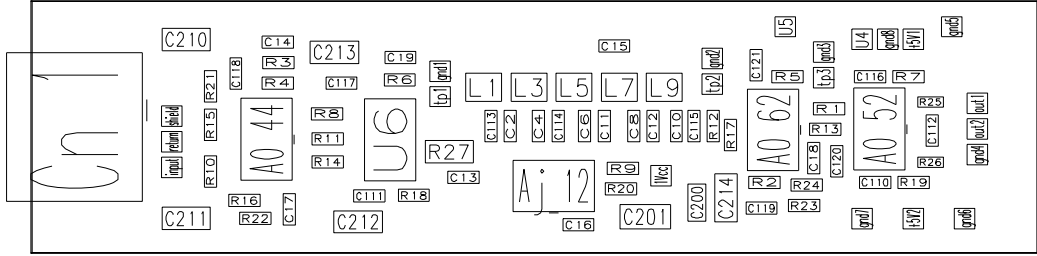 Ch1
C210
C211
shield
return
input
R21
R15
R10
C118
C14
R3
R4
A0 44
R16
R22
C17
C213
C117
R8
R11
R14
C111
C212
C19
R6
U6
R18
gnd1
tp1
R27
C13
L1
L3
L5
L7
L9
C15
C113
C2
C4
C114
C6
C11
C8
C12
C10
C115
R12
R17
Aj_12
C16
R9
R20
C201
1Vcc
C200
C214
gnd2
tp2
C121
U5
R5
gnd3
tp3
A0 62
R1
R13
C18
C120
R2
R24
C119
R23
U4
gnd8
+5V1
gnd5
C116
R7
A0 52
R25
C112
R26
C110
R19
out1
out2
gnd4
gnd7
+5V2
gnd6